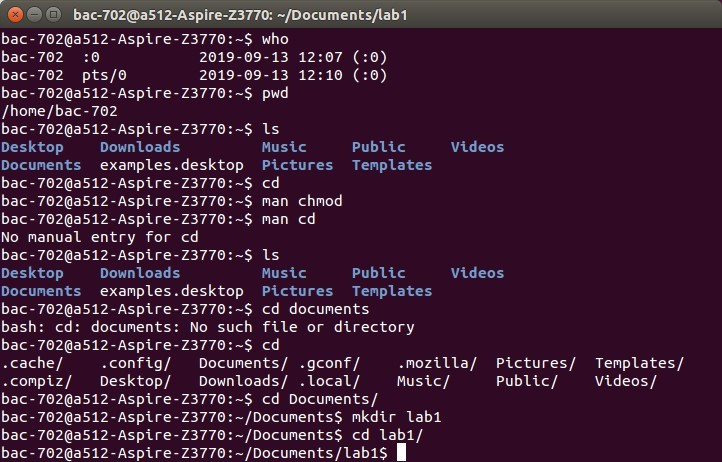 bac-702@a512-Aspire-Z3770: ~/Documents/lab1
bac-702@a512-Aspire-Z3770:~$ who
bac-702  :0           2019-09-13 12:07 (:0)
bac-702  pts/0        2019-09-13 12:10 (:0)
bac-702@a512-Aspire-Z3770:~$ pwd
/home/bac-702
bac-702@a512-Aspire-Z3770:~$ ls
Desktop    Downloads         Music     Public     Videos
Documents  examples.desktop  Pictures  Templates
bac-702@a512-Aspire-Z3770:~$ cd
bac-702@a512-Aspire-Z3770:~$ man chmod
bac-702@a512-Aspire-Z3770:~$ man cd
No manual entry for cd
bac-702@a512-Aspire-Z3770:~$ ls
Desktop    Downloads         Music     Public     Videos
Documents  examples.desktop  Pictures  Templates
bac-702@a512-Aspire-Z3770:~$ cd documents
bash: cd: documents: No such file or directory
bac-702@a512-Aspire-Z3770:~$ cd
.cache/    .config/   Documents/ .gconf/    .mozilla/  Pictures/  Templates/
.compiz/   Desktop/   Downloads/ .local/    Music/     Public/    Videos/
bac-702@a512-Aspire-Z3770:~$ cd Documents/
bac-702@a512-Aspire-Z3770:~/Documents$ mkdir lab1
bac-702@a512-Aspire-Z3770:~/Documents$ cd lab1/
bac-702@a512-Aspire-Z3770:~/Documents/lab1$